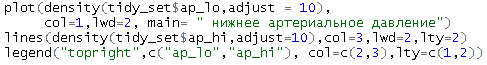 plot(density(tidy_set$ap_lo,adjust = 10),
col=1,lwd=2, main= " нижнее артериальное давление")
lines(density(tidy_set$ap_hi,adjust=10),col=3,lwd=2,lty=2)
legend("topright",c("ap_lo","ap_hi"), col=c(2,3),lty=c(1,2))